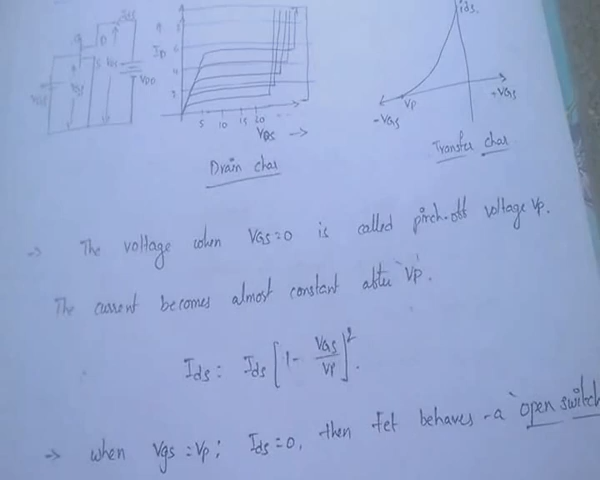 ids
D
ID
VDD
5 10 15 20
VDS →
Drain char
ids.
Vp
-VGS
+VGS
Transfer char
→ The voltage when VGS=0 is called pinch-off voltage Vp.
The current becomes almost constant after 'Vp'.
Ids = Ids [1 - VGS/Vp]².
→ when Vgs = Vp; Ids=0, then fet behaves -a 'open switch